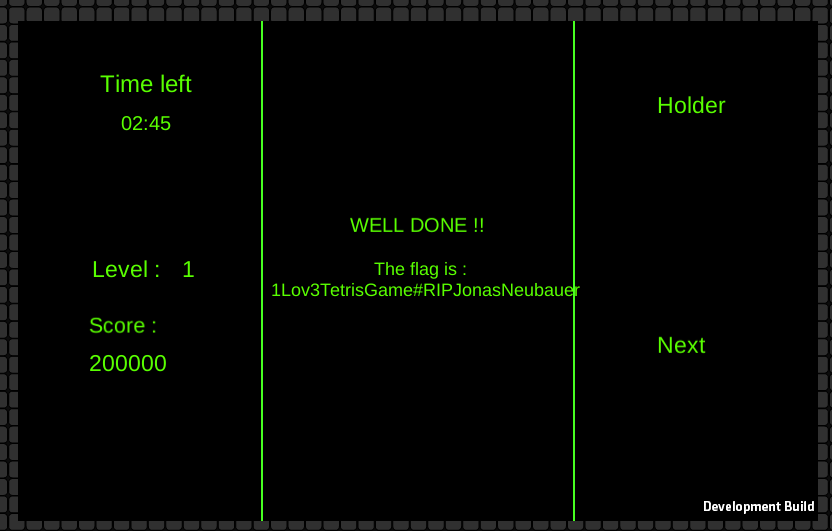 Time left
02:45
Level : 1
Score :
200000
WELL DONE !!
The flag is :
1Lov3TetrisGame#RIPJonasNeubauer
Holder
Next
Development Build